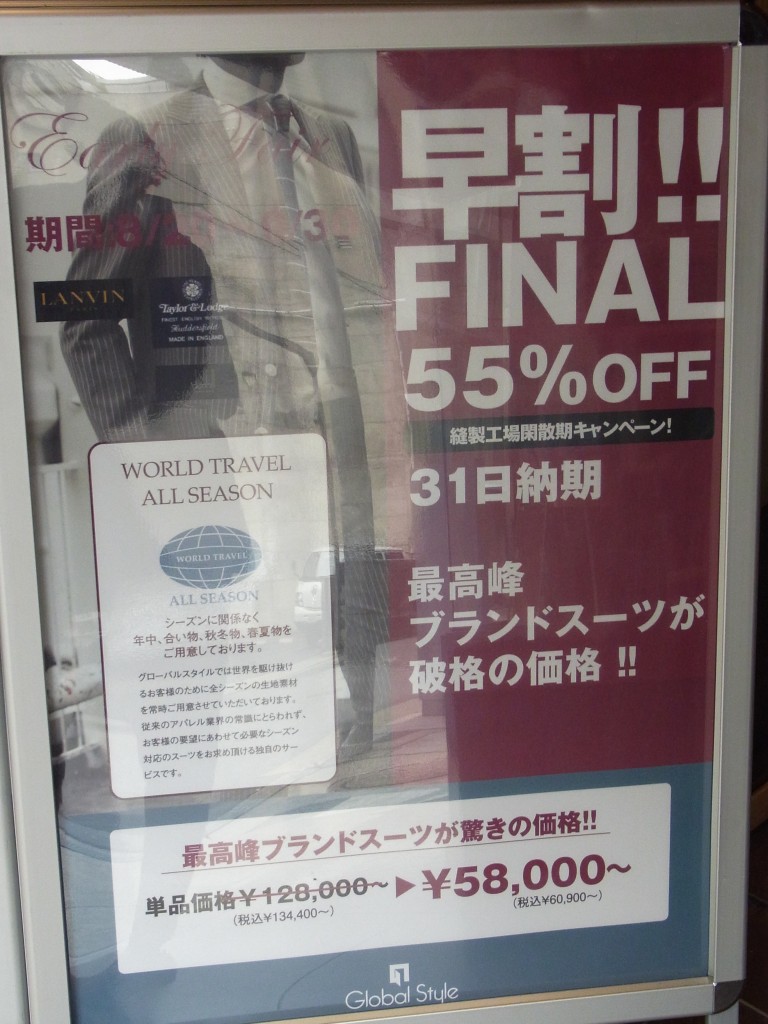 Early
早割!!
期間
FINAL
LANVIN
PARIS
Taylor & Lodge
FINEST ENGLISH
Huddersfield
MADE IN ENGLAND
55%OFF
縫製工場閑散期キャンペーン!
31日納期
最高峰
ブランドスーツが
破格の価格 !!
WORLD TRAVEL
ALL SEASON
WORLD TRAVEL
ALL SEASON
シーズンに関係なく
年中、合い物、秋冬物、春夏物を
ご用意しております。
グローバルスタイルでは世界を駆け抜け
るお客様のために全シーズンの生地素材
を常時ご用意させていただいております。
従来のアパレル業界の常識にとらわれず、
お客様の要望にあわせて必要なシーズン
対応のスーツをお求め頂ける独自のサー
ビスです。
最高峰ブランドスーツが驚きの価格!!
単品価格¥128,000~▶¥58,000~
(税込¥134,400~) (税込¥60,900~)
Global Style